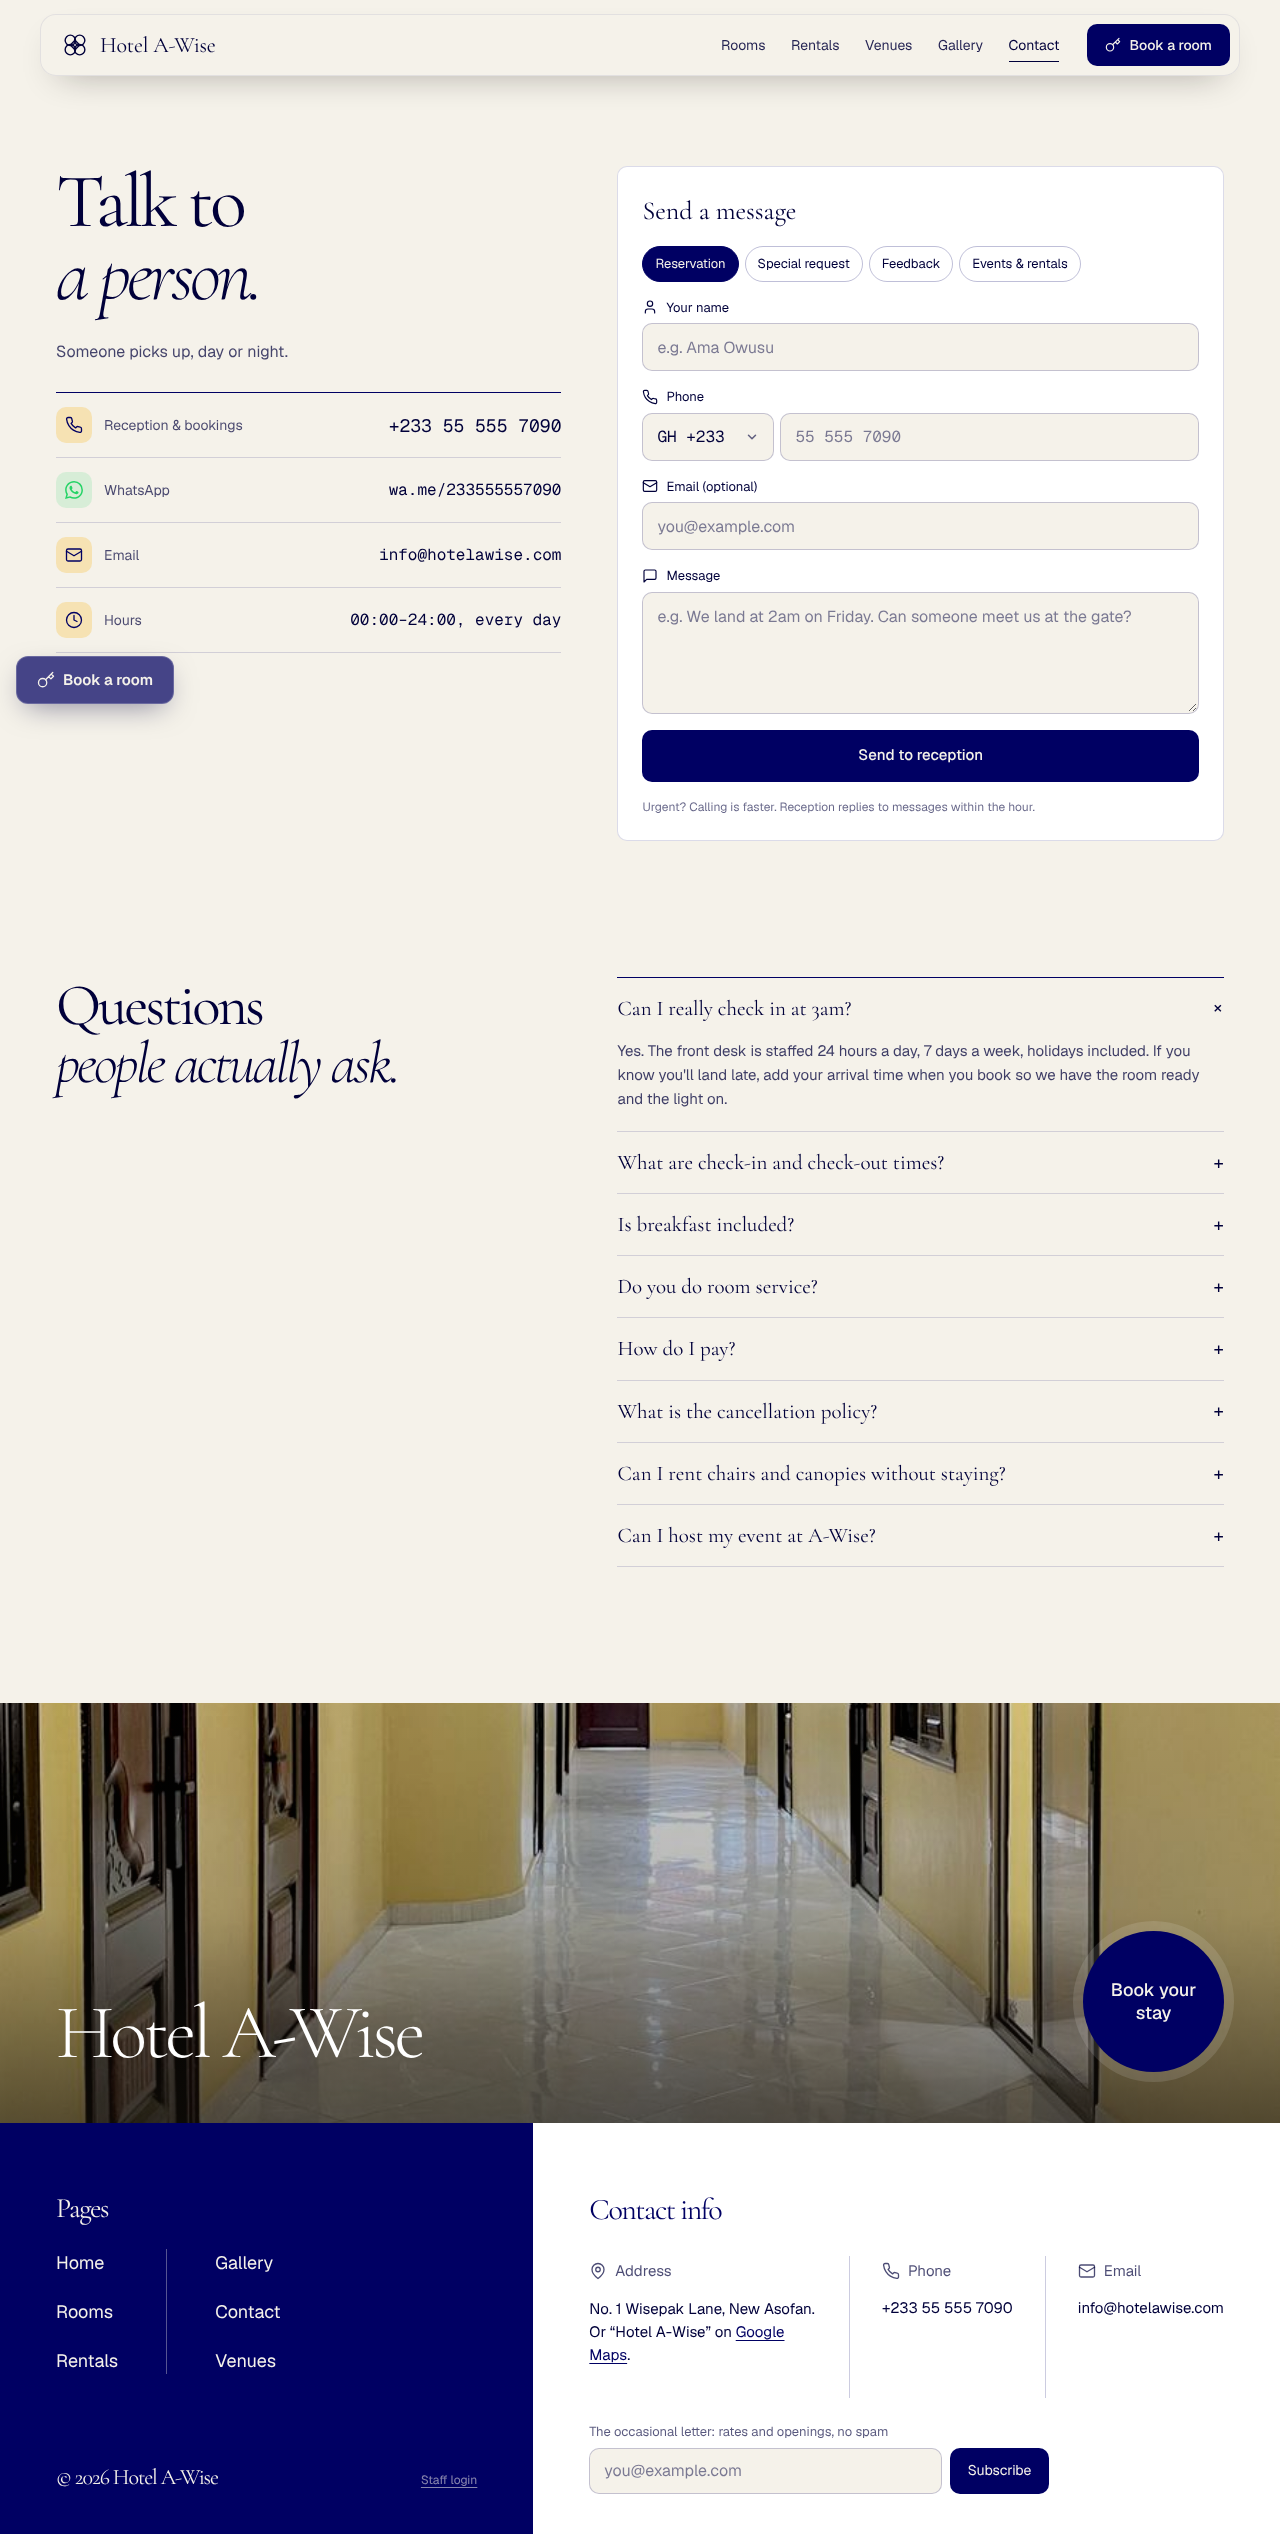 Hotel A-Wise
Rooms
Rentals
Venues
Gallery
Contact
Book a room
Talk to
a person.
Someone picks up, day or night.
Reception & bookings
+233 55 555 7090
WhatsApp
wa.me/233555557090
Email
info@hotelawise.com
Hours
00:00–24:00, every day
Book a room
Send a message
Reservation
Special request
Feedback
Events & rentals
Your name
e.g. Ama Owusu
Phone
GH +233
55 555 7090
Email (optional)
you@example.com
Message
e.g. We land at 2am on Friday. Can someone meet us at the gate?
Send to reception
Urgent? Calling is faster. Reception replies to messages within the hour.
Questions
people actually ask.
Can I really check in at 3am?
Yes. The front desk is staffed 24 hours a day, 7 days a week, holidays included. If you
know you'll land late, add your arrival time when you book so we have the room ready
and the light on.
What are check-in and check-out times?
+
Is breakfast included?
+
Do you do room service?
+
How do I pay?
+
What is the cancellation policy?
+
Can I rent chairs and canopies without staying?
+
Can I host my event at A-Wise?
+
Hotel A-Wise
Book your
stay
Pages
Home
Rooms
Rentals
Gallery
Contact
Venues
© 2026 Hotel A-Wise
Staff login
Contact info
Address
No. 1 Wisepak Lane, New Asofan.
Or “Hotel A-Wise” on Google
Maps.
Phone
+233 55 555 7090
Email
info@hotelawise.com
The occasional letter: rates and openings, no spam
you@example.com
Subscribe